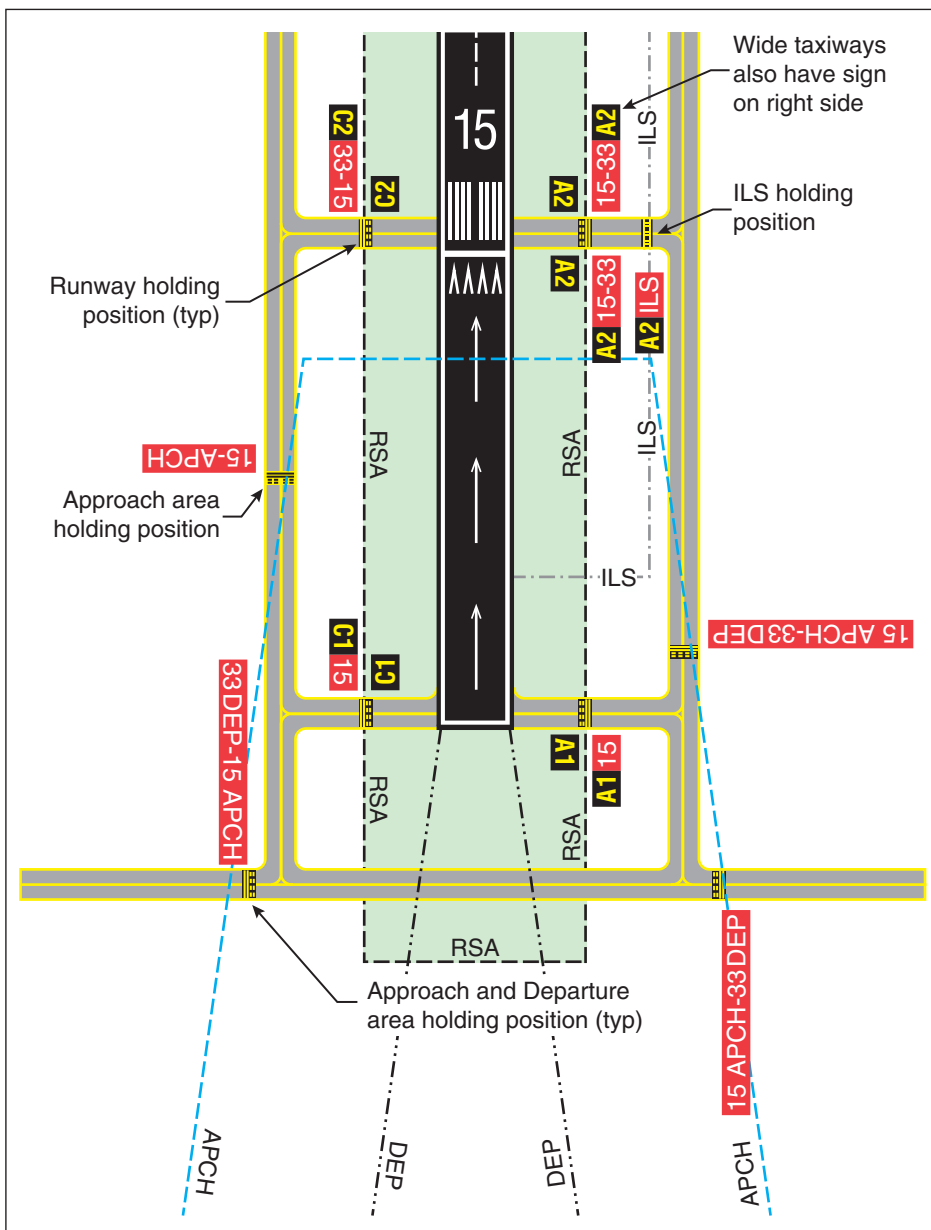 Wide taxiways
also have sign
on right side
ILS
C2 33-15
15
15-33 A2
C2
A2
ILS holding
position
Runway holding
position (typ)
A2
A2 15-33
A2 ILS
RSA
RSA
ILS
15-APCH
Approach area
holding position
ILS
C1 15
C1
15 APCH-33DEP
33DEP-15 APCH
A1
A1 15
RSA
RSA
RSA
15 APCH-33DEP
Approach and Departure
area holding position (typ)
APCH
DEP
DEP
APCH